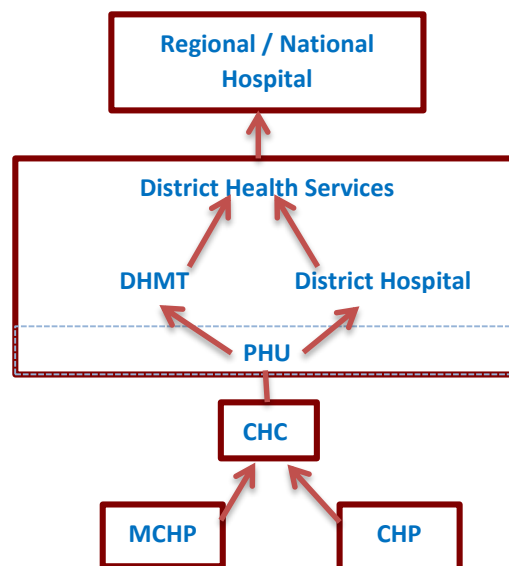 Regional / National
Hospital
District Health Services
DHMT
District Hospital
PHU
CHC
MCHP
CHP